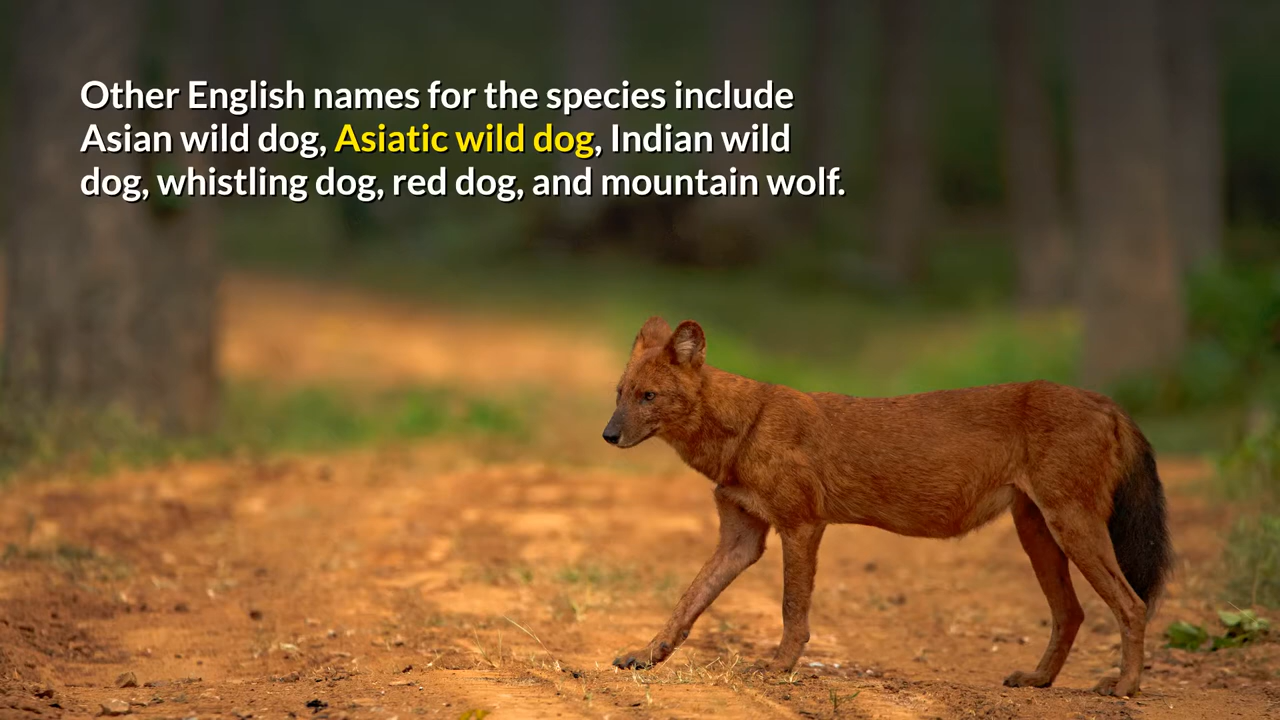 Other English names for the species include
Asian wild dog, Asiatic wild dog, Indian wild
dog, whistling dog, red dog, and mountain wolf.